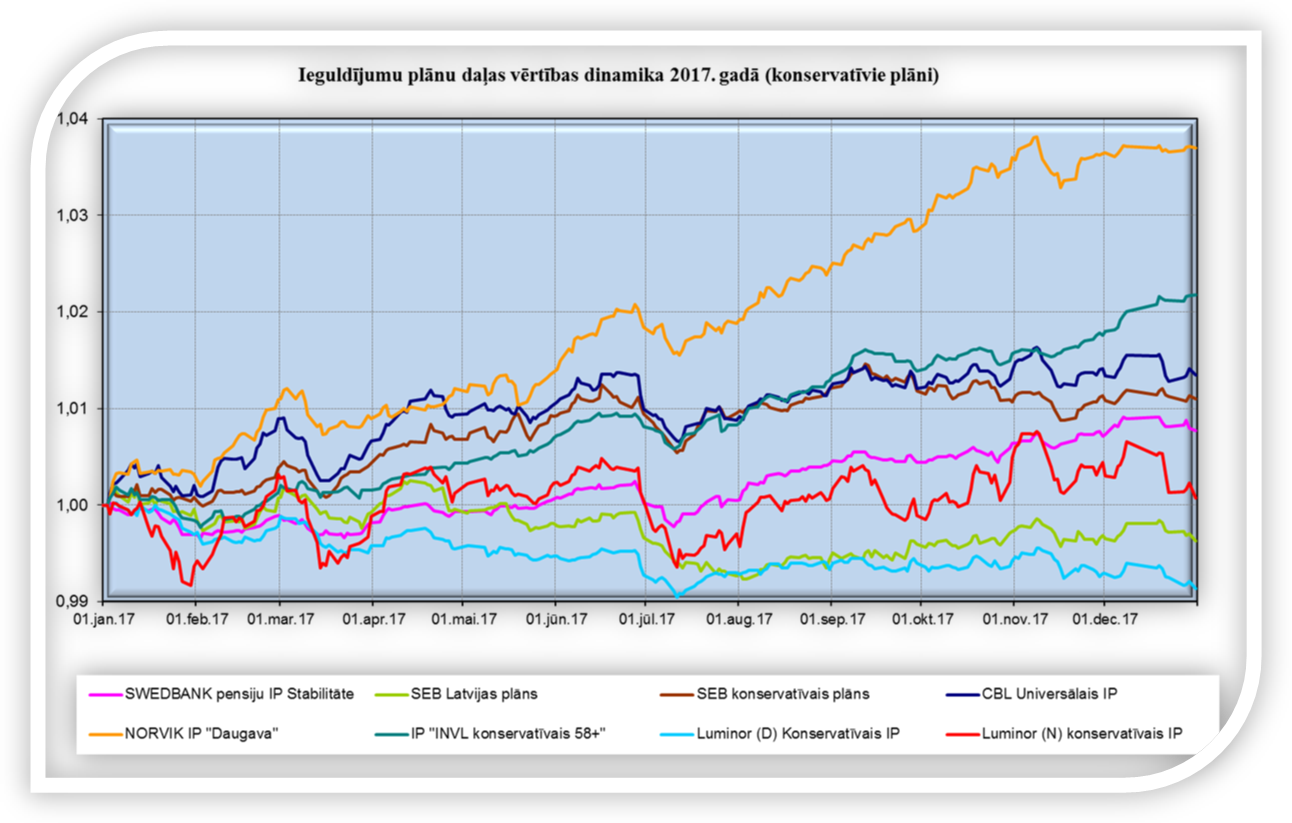 Ieguldījumu plānu daļas vērtības dinamika 2017. gadā (konservatīvie plāni)
1,04
1,03
1,02
1,01
1,00
0,99
01.jan.17 01.feb.17 01.mar.17 01.apr.17 01.mai.17 01.jūn.17 01.jūl.17 01.aug.17 01.sep.17 01.okt.17 01.nov.17 01.dec.17
SWEDBANK pensiju IP Stabilitāte SEB Latvijas plāns SEB konservatīvais plāns CBL Universālais IP
NORVIK IP "Daugava" IP "INVL konservatīvais 58+" Luminor (D) Konservatīvais IP Luminor (N) konservatīvais IP